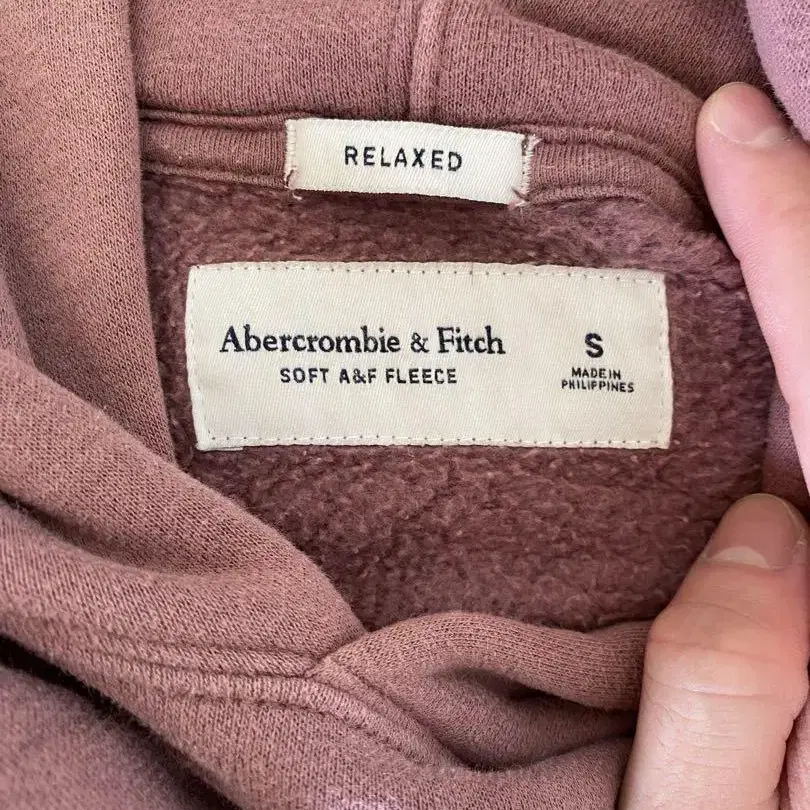 RELAXED
Abercrombie & Fitch
SOFT A&F FLEECE
S
MADE IN
PHILIPPINES